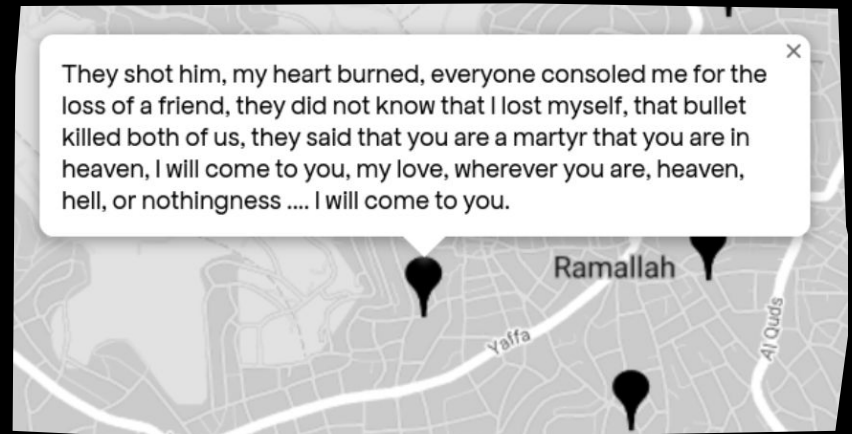 They shot him, my heart burned, everyone consoled me for the
loss of a friend, they did not know that I lost myself, that bullet
killed both of us, they said that you are a martyr that you are in
heaven, I will come to you, my love, wherever you are, heaven,
hell, or nothingness .... I will come to you.
Ramallah
Yaffa
Al Quds